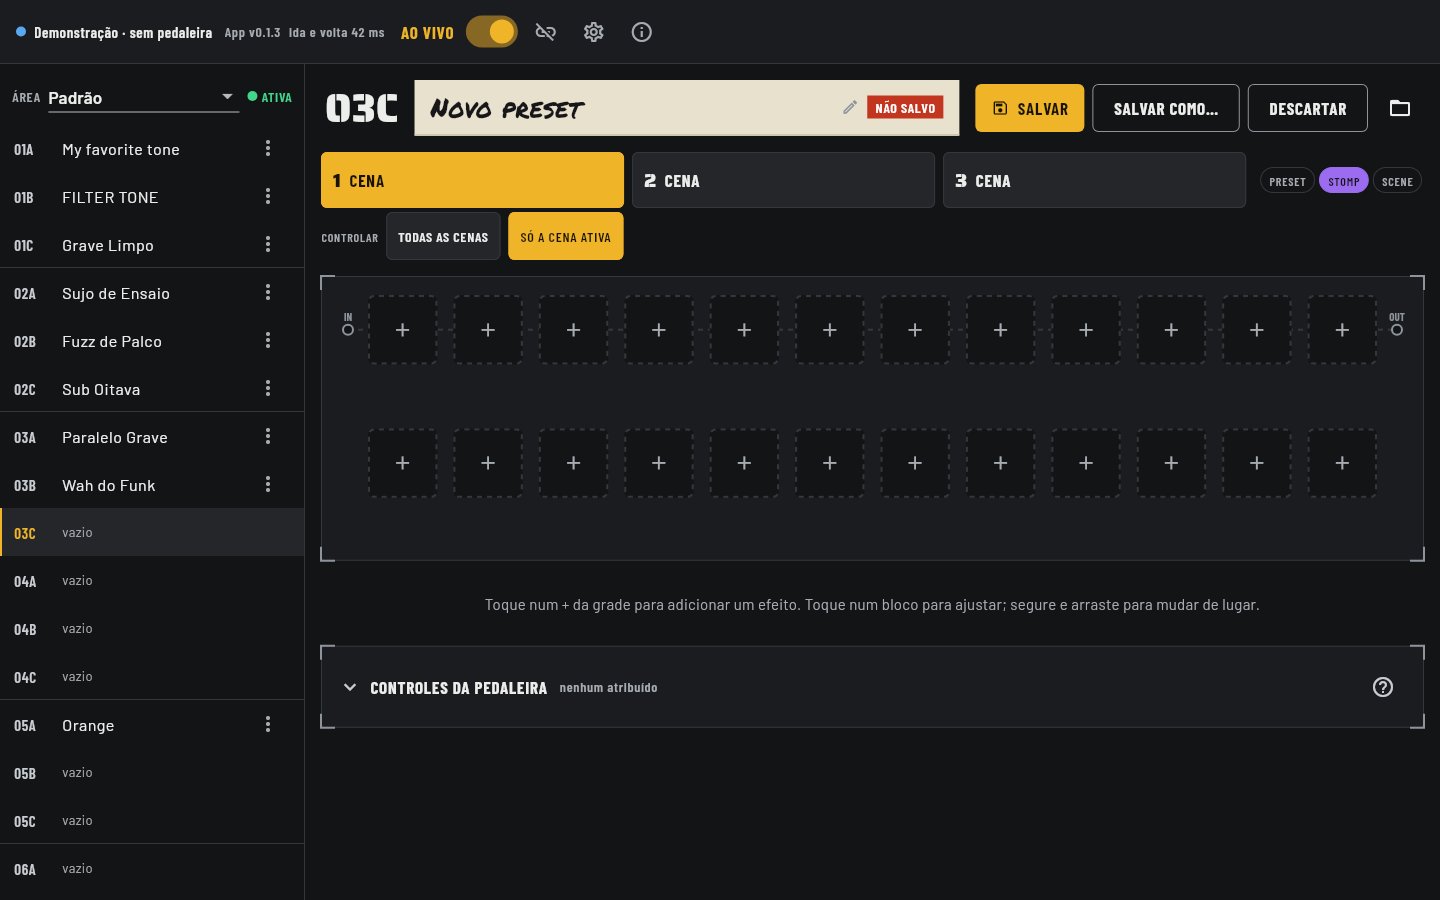 Demonstração · sem pedaleira App v0.1.3 Ida e volta 42 ms AO VIVO
ÁREA Padrão ATIVA
01A My favorite tone
01B FILTER TONE
01C Grave Limpo
02A Sujo de Ensaio
02B Fuzz de Palco
02C Sub Oitava
03A Paralelo Grave
03B Wah do Funk
03C vazio
04A vazio
04B vazio
04C vazio
05A Orange
05B vazio
05C vazio
06A vazio
03C Novo preset NÃO SALVO SALVAR SALVAR COMO... DESCARTAR
1 CENA 2 CENA 3 CENA PRESET STOMP SCENE
CONTROLAR TODAS AS CENAS SÓ A CENA ATIVA
IN + + + + + + + + + + + + OUT
+ + + + + + + + + + + +
Toque num + da grade para adicionar um efeito. Toque num bloco para ajustar; segure e arraste para mudar de lugar.
CONTROLES DA PEDALEIRA nenhum atribuído ?